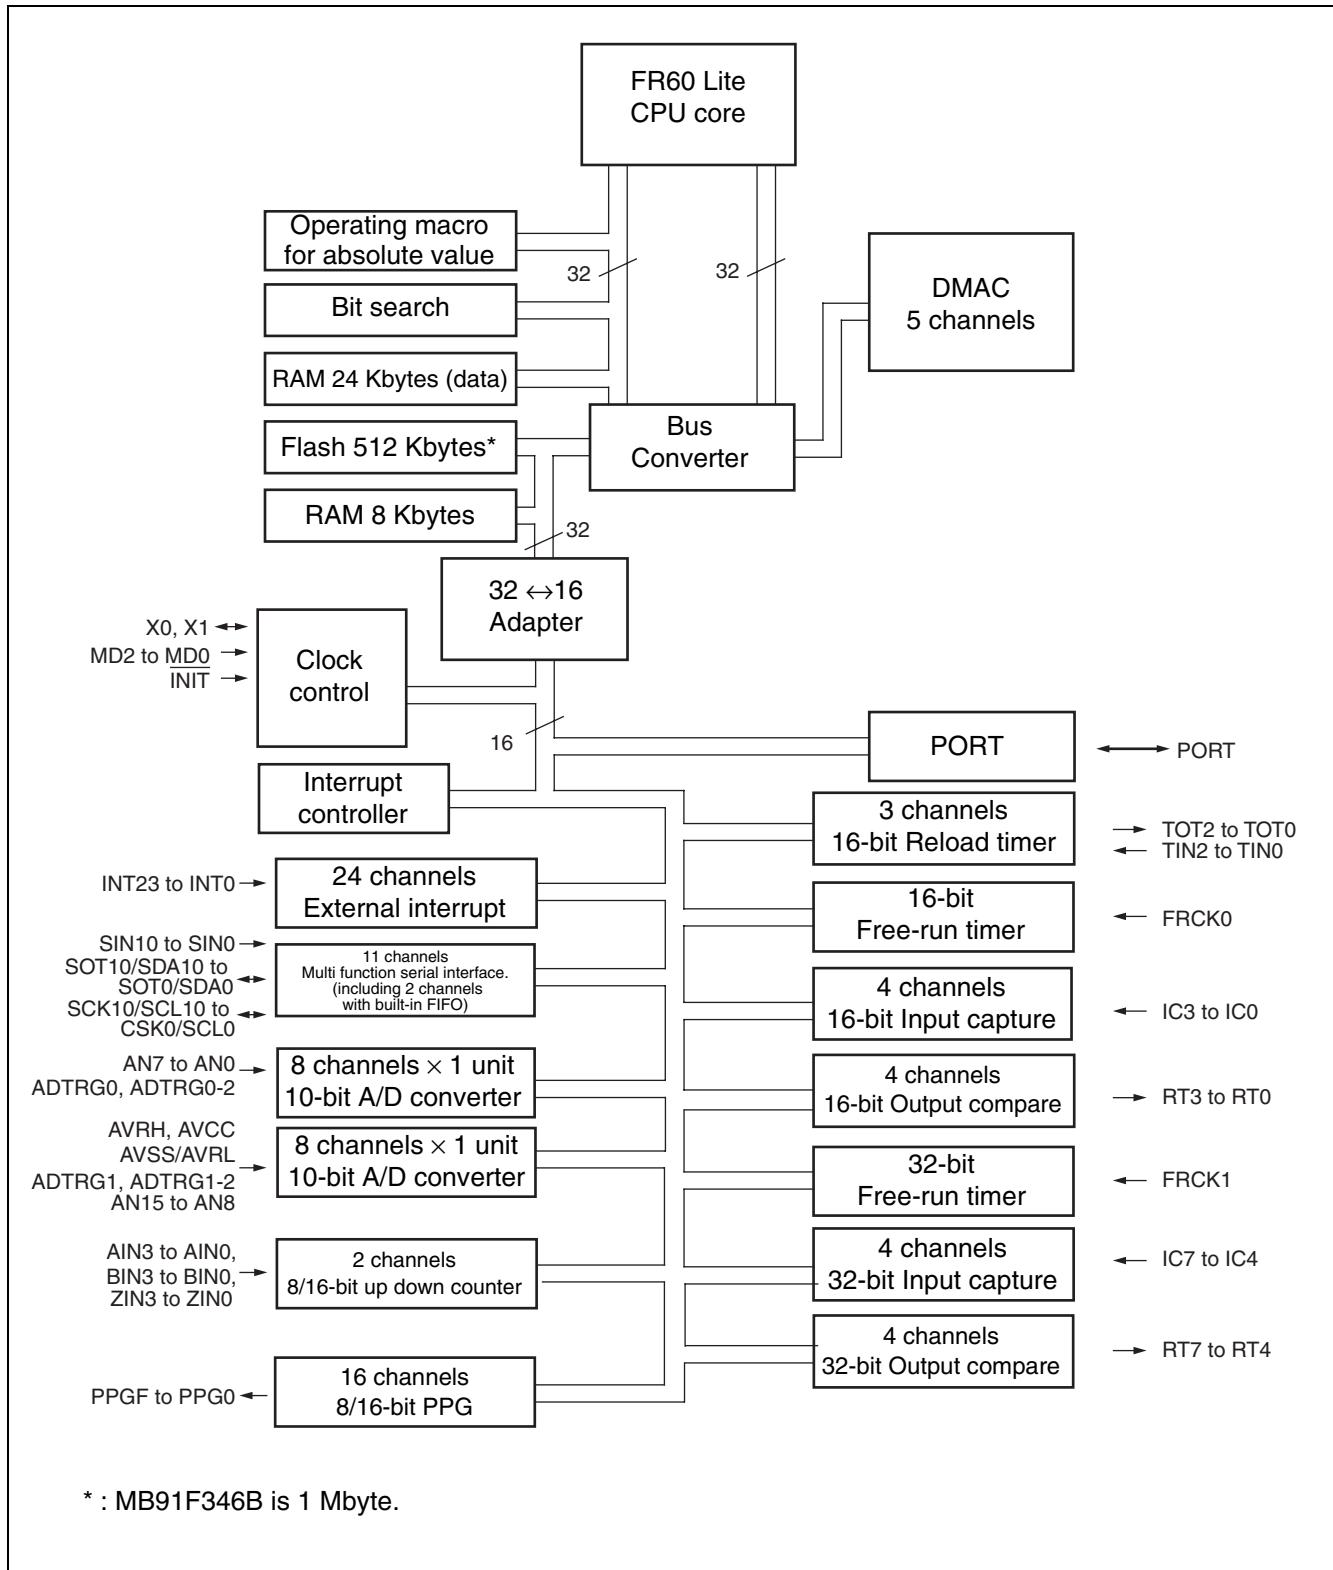 FR60 Lite
CPU core
Operating macro
for absolute value
32
32
DMAC
5 channels
Bit search
RAM 24 Kbytes (data)
Bus
Converter
Flash 512 Kbytes*
RAM 8 Kbytes
32
32 ↔16
Adapter
X0, X1
MD2 to MD0
INIT
Clock
control
16
PORT
PORT
Interrupt
controller
3 channels
16-bit Reload timer
TOT2 to TOT0
TIN2 to TIN0
INT23 to INT0
24 channels
External interrupt
16-bit
Free-run timer
FRCK0
SIN10 to SIN0
SOT10/SDA10 to
SOT0/SDA0
SCK10/SCL10 to
CSK0/SCL0
11 channels
Multi function serial interface.
(including 2 channels
with built-in FIFO)
4 channels
16-bit Input capture
IC3 to IC0
AN7 to AN0
ADTRG0, ADTRG0-2
8 channels × 1 unit
10-bit A/D converter
4 channels
16-bit Output compare
RT3 to RT0
AVRH, AVCC
AVSS/AVRL
ADTRG1, ADTRG1-2
AN15 to AN8
8 channels × 1 unit
10-bit A/D converter
32-bit
Free-run timer
FRCK1
AIN3 to AIN0,
BIN3 to BIN0,
ZIN3 to ZIN0
2 channels
8/16-bit up down counter
4 channels
32-bit Input capture
IC7 to IC4
4 channels
32-bit Output compare
RT7 to RT4
PPGF to PPG0
16 channels
8/16-bit PPG
* : MB91F346B is 1 Mbyte.